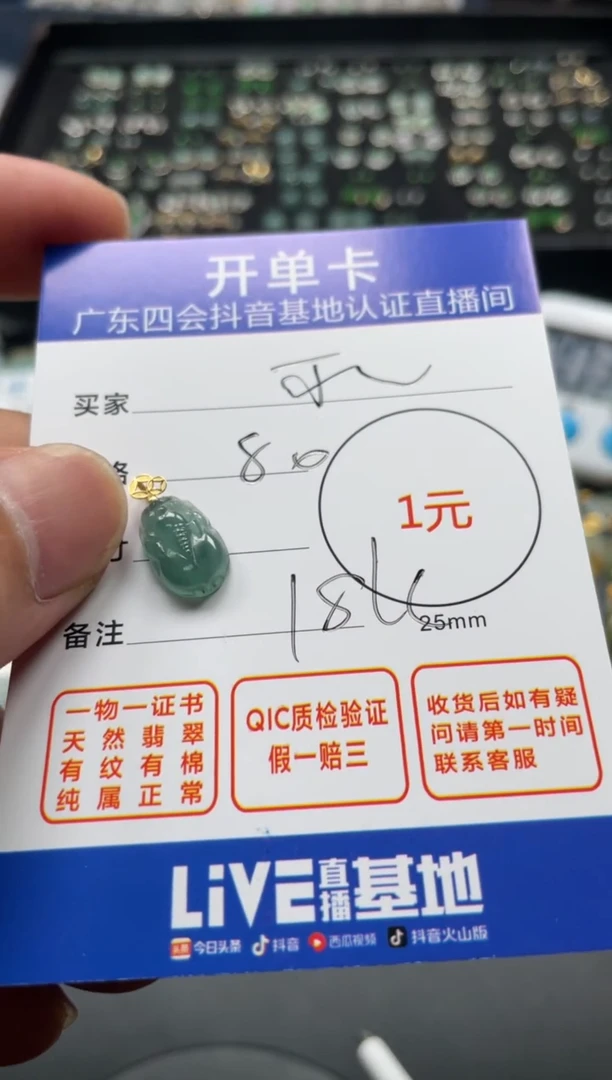 开单卡
广东四会抖音基地认证直播间
买家
80
1元
备注
18K
25mm
一物一证书
天然翡翠
有纹有棉
纯属正常
QIC质检验证
假一赔三
收货后如有疑
问请第一时间
联系客服
LiVE直播基地
头条 今日头条 抖音 西瓜视频 抖音火山版